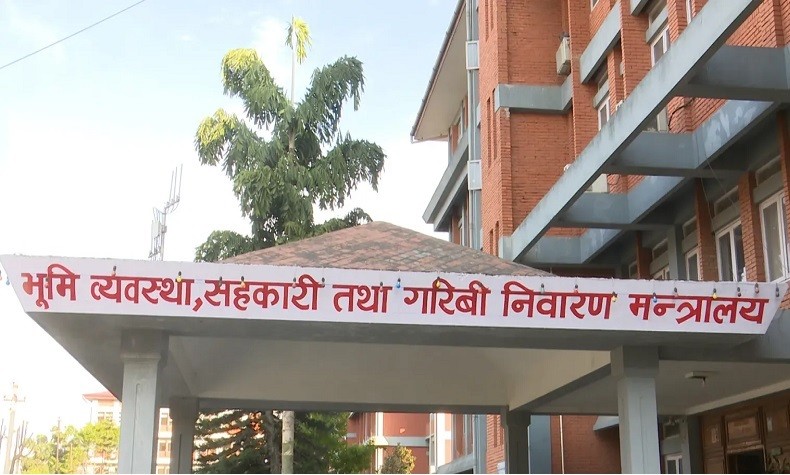 भूमि व्यवस्था,सहकारी तथा गरिबी निवारण मन्त्रालय